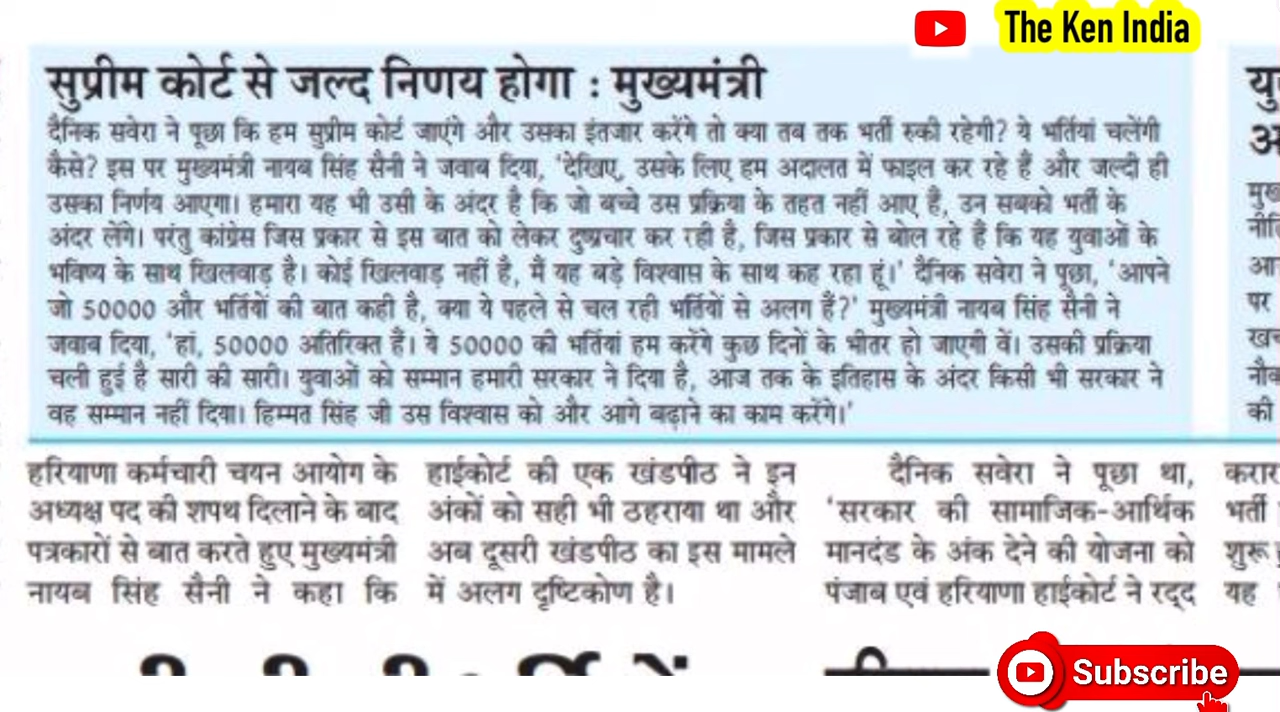 The Ken India
सुप्रीम कोर्ट से जल्द निणय होगा : मुख्यमंत्री
दैनिक सवेरा ने पूछा कि हम सुप्रीम कोर्ट जाएंगे और उसका इंतजार करेंगे तो क्या तब तक भर्ती रुकी रहेगी? ये भर्तियां चलेंगी
कैसे? इस पर मुख्यमंत्री नायब सिंह सैनी ने जवाब दिया, 'देखिए, उसके लिए हम अदालत में फाइल कर रहे हैं और जल्दी ही
उसका निर्णय आएगा। हमारा यह भी उसी के अंदर है कि जो बच्चे उस प्रक्रिया के तहत नहीं आए है, उन सबको भर्ती के
अंदर लेंगे। परंतु कांग्रेस जिस प्रकार से इस बात को लेकर दुष्प्रचार कर रही है, जिस प्रकार से बोल रहे है कि यह युवाओं के
भविष्य के साथ खिलवाड़ है। कोई खिलवाड़ नहीं है, मैं यह बड़े विश्वास के साथ कह रहा हूं।' दैनिक सवेरा ने पूछा, 'आपने
जो 50000 और भर्तियों की बात कही है, क्या ये पहले से चल रही भर्तियों से अलग हैं?' मुख्यमंत्री नायब सिंह सैनी ने
जवाब दिया, 'हां, 50000 अतिरिक्त हैं। ये 50000 की भर्तियां हम करेंगे कुछ दिनों के भीतर हो जाएगी वें। उसकी प्रक्रिया
चली हुई है सारी की सारी। युवाओं को सम्मान हमारी सरकार ने दिया है, आज तक के इतिहास के अंदर किसी भी सरकार ने
वह सम्मान नहीं दिया। हिम्मत सिंह जी उस विश्वास को और आगे बढ़ाने का काम करेंगे।'
हरियाणा कर्मचारी चयन आयोग के
अध्यक्ष पद की शपथ दिलाने के बाद
पत्रकारों से बात करते हुए मुख्यमंत्री
नायब सिंह सैनी ने कहा कि
हाईकोर्ट की एक खंडपीठ ने इन
अंकों को सही भी ठहराया था और
अब दूसरी खंडपीठ का इस मामले
में अलग दृष्टिकोण है।
दैनिक सवेरा ने पूछा था,
'सरकार की सामाजिक-आर्थिक
मानदंड के अंक देने की योजना को
पंजाब एवं हरियाणा हाईकोर्ट ने रद्द
पर
की
करार
भर्ती
शुरू
यह
Subscribe